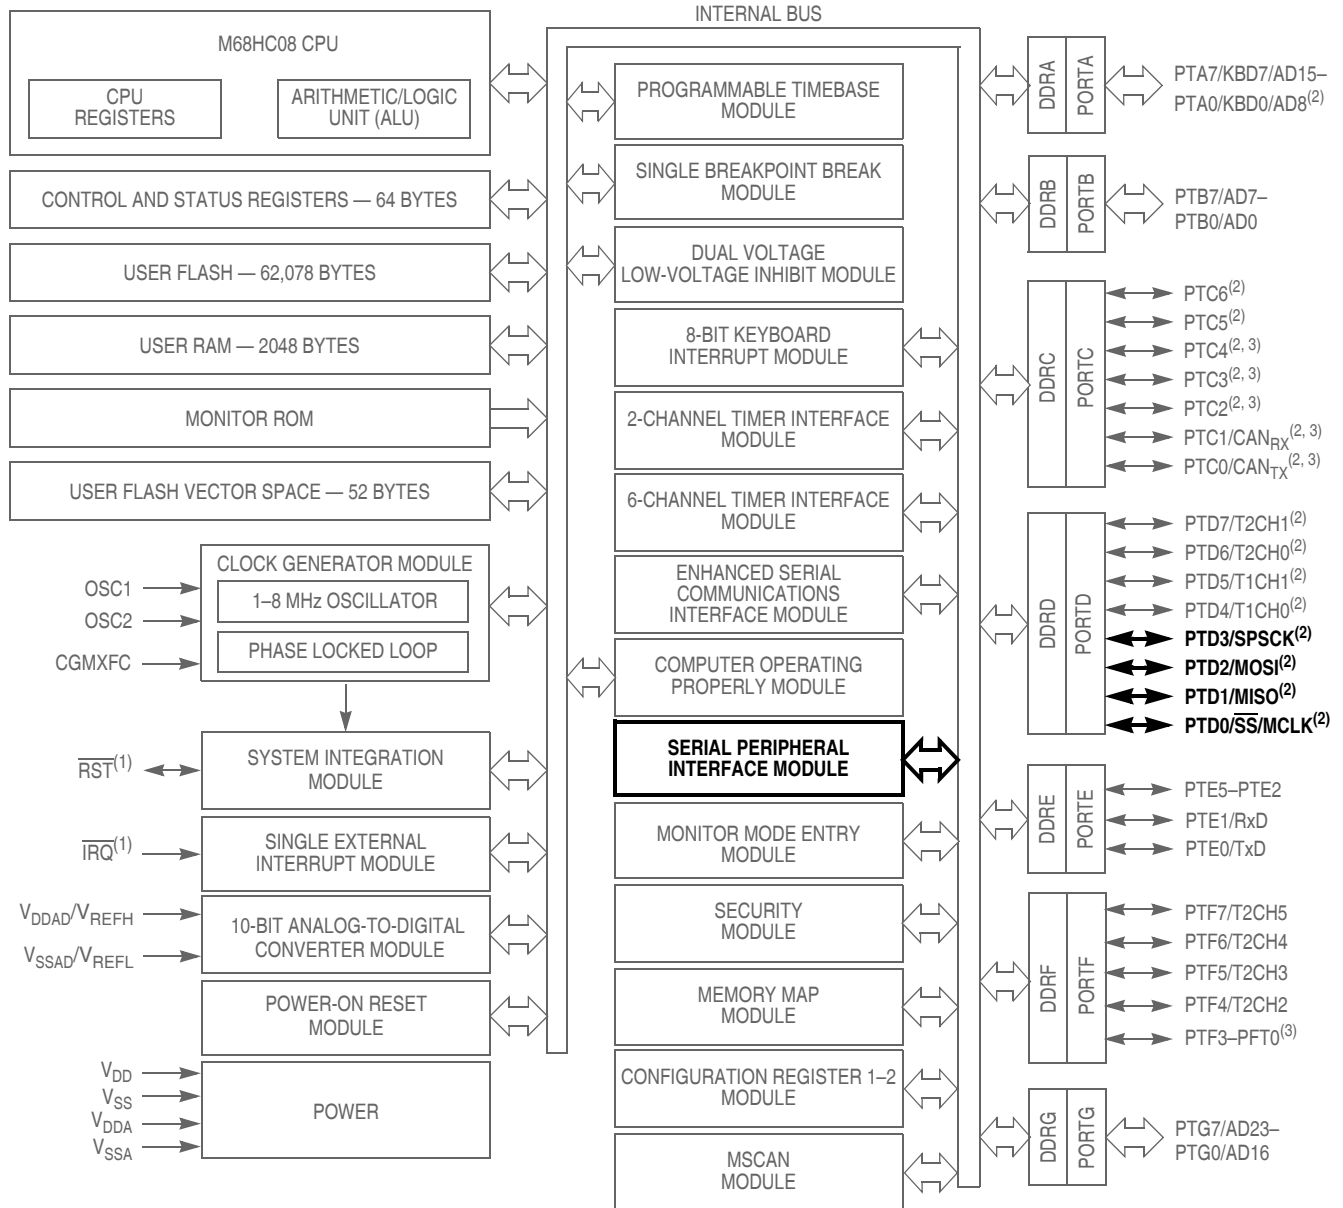 INTERNAL BUS
M68HC08 CPU
CPU
REGISTERS
ARITHMETIC/LOGIC
UNIT (ALU)
CONTROL AND STATUS REGISTERS — 64 BYTES
USER FLASH — 62,078 BYTES
USER RAM — 2048 BYTES
MONITOR ROM
USER FLASH VECTOR SPACE — 52 BYTES
OSC1
OSC2
CGMXFC
CLOCK GENERATOR MODULE
1–8 MHz OSCILLATOR
PHASE LOCKED LOOP
RST(1)
SYSTEM INTEGRATION
MODULE
IRQ(1)
SINGLE EXTERNAL
INTERRUPT MODULE
VDDAD/VREFH
VSSAD/VREFL
10-BIT ANALOG-TO-DIGITAL
CONVERTER MODULE
POWER-ON RESET
MODULE
VDD
VSS
VDDA
VSSA
POWER
PROGRAMMABLE TIMEBASE
MODULE
SINGLE BREAKPOINT BREAK
MODULE
DUAL VOLTAGE
LOW-VOLTAGE INHIBIT MODULE
8-BIT KEYBOARD
INTERRUPT MODULE
2-CHANNEL TIMER INTERFACE
MODULE
6-CHANNEL TIMER INTERFACE
MODULE
ENHANCED SERIAL
COMMUNICATIONS
INTERFACE MODULE
COMPUTER OPERATING
PROPERLY MODULE
SERIAL PERIPHERAL
INTERFACE MODULE
MONITOR MODE ENTRY
MODULE
SECURITY
MODULE
MEMORY MAP
MODULE
CONFIGURATION REGISTER 1–2
MODULE
MSCAN
MODULE
DDRA
PORTA
PTA7/KBD7/AD15–
PTA0/KBD0/AD8(2)
DDRB
PORTB
PTB7/AD7–
PTB0/AD0
DDRC
PORTC
PTC6(2)
PTC5(2)
PTC4(2, 3)
PTC3(2, 3)
PTC2(2, 3)
PTC1/CANRX(2, 3)
PTC0/CANTX(2, 3)
DDRD
PORTD
PTD7/T2CH1(2)
PTD6/T2CH0(2)
PTD5/T1CH1(2)
PTD4/T1CH0(2)
PTD3/SPSCK(2)
PTD2/MOSI(2)
PTD1/MISO(2)
PTD0/SS/MCLK(2)
DDRE
PORTE
PTE5–PTE2
PTE1/RxD
PTE0/TxD
DDRF
PORTF
PTF7/T2CH5
PTF6/T2CH4
PTF5/T2CH3
PTF4/T2CH2
PTF3–PFT0(3)
DDRG
PORTG
PTG7/AD23–
PTG0/AD16